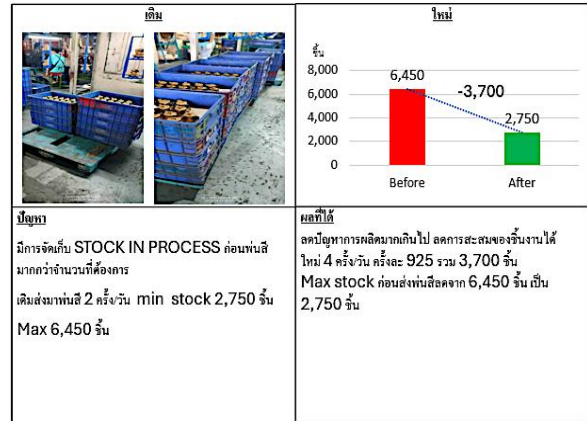 เดิม
ใหม่
ชิ้น
8,000
6,000
4,000
2,000
0
6,450
-3,700
2,750
Before
After
ปัญหา
มีการจัดเก็บ STOCK IN PROCESS ก่อนพ่นสี
มากกว่าจำนวนที่ต้องการ
เดิมส่งมาพ่นสี 2 ครั้ง/วัน min stock 2,750 ชิ้น
Max 6,450 ชิ้น
ผลที่ได้
ลดปัญหาการผลิตมากเกินไป ลดการสะสมของชิ้นงานได้
ใหม่ 4 ครั้ง/วัน ครั้งละ 925 รวม 3,700 ชิ้น
Max stock ก่อนส่งพ่นสีลดจาก 6,450 ชิ้น เป็น
2,750 ชิ้น